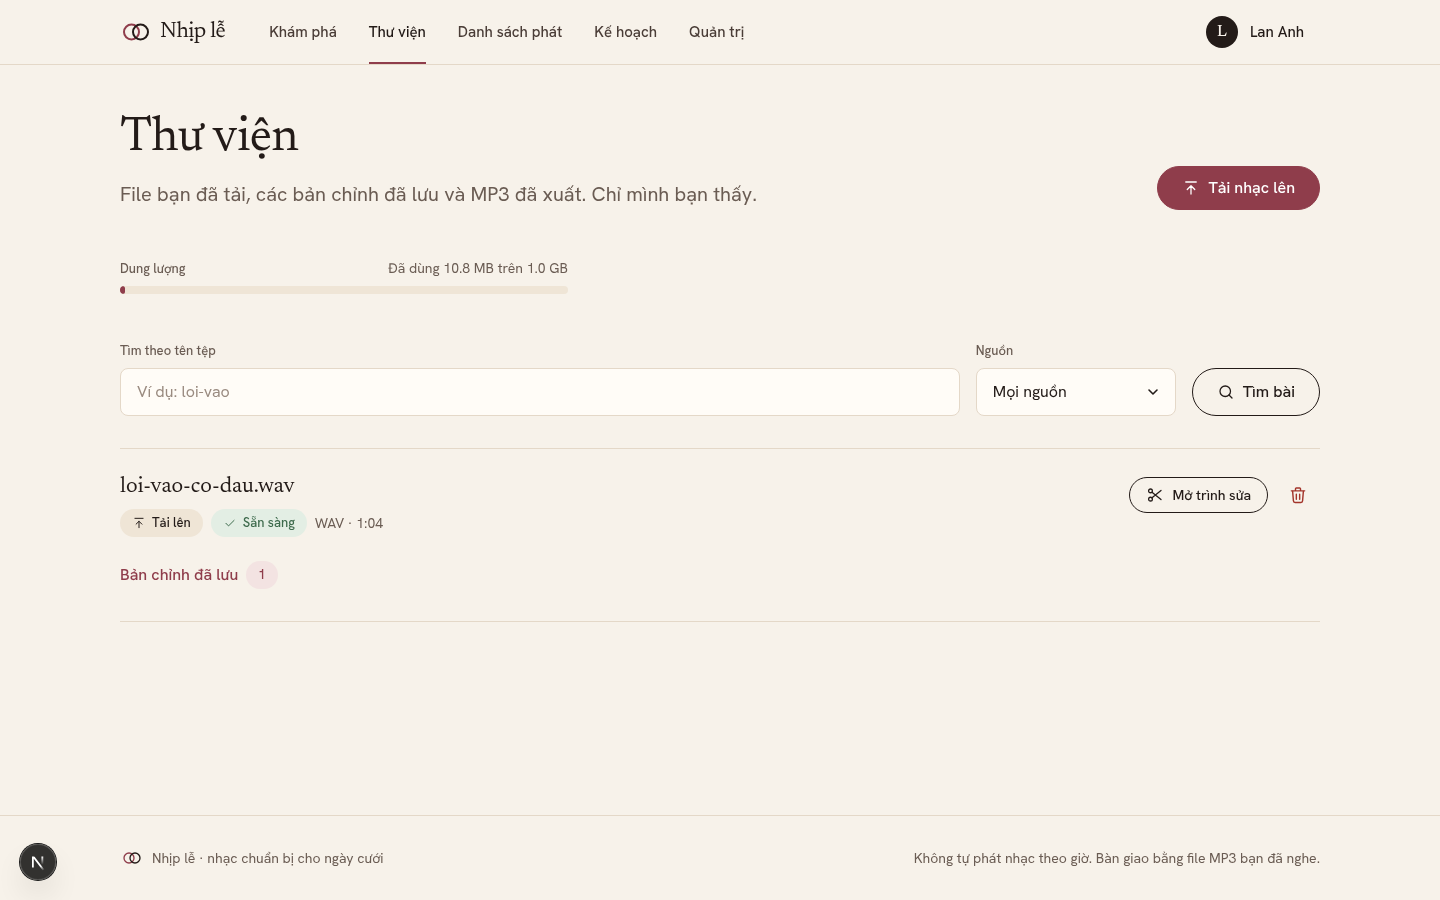 Nhịp lễ
Khám phá
Thư viện
Danh sách phát
Kế hoạch
Quản trị
L
Lan Anh
Thư viện
File bạn đã tải, các bản chỉnh đã lưu và MP3 đã xuất. Chỉ mình bạn thấy.
Tải nhạc lên
Dung lượng
Đã dùng 10.8 MB trên 1.0 GB
Tìm theo tên tệp
Nguồn
Ví dụ: loi-vao
Mọi nguồn
Tìm bài
loi-vao-co-dau.wav
Mở trình sửa
Tải lên
Sẵn sàng
WAV · 1:04
Bản chỉnh đã lưu
1
N
Nhịp lễ · nhạc chuẩn bị cho ngày cưới
Không tự phát nhạc theo giờ. Bàn giao bằng file MP3 bạn đã nghe.